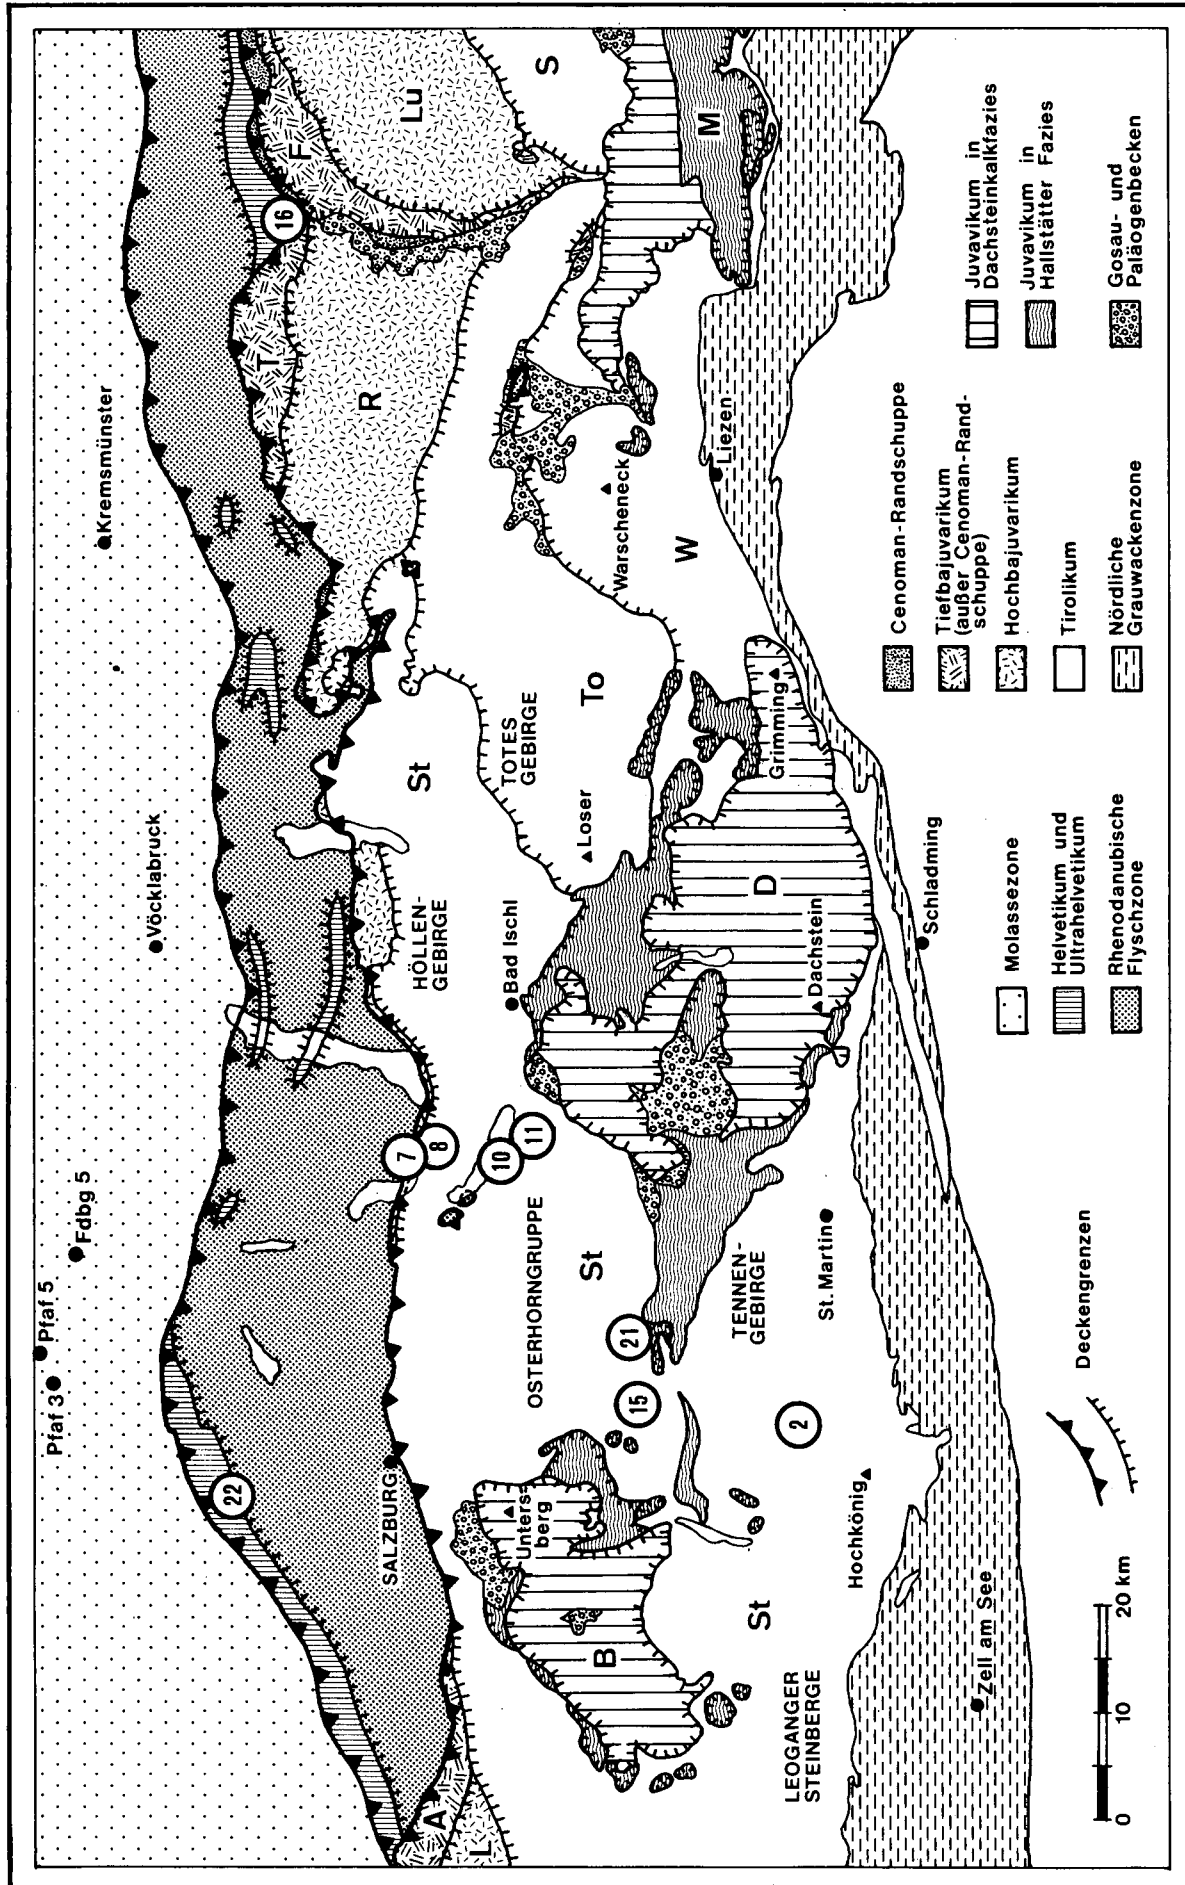 Pfaf 3
Pfaf 5
Fdbg 5
Kremsmünster
Vöcklabruck
22
16
F
T
SALZBURG
7
8
R
Lu
A
L
HÖLLEN-
GEBIRGE
St
Bad Ischl
10
11
OSTERHORNGRUPPE
TOTES
GEBIRGE
S
Unters-
berg
Loser
To
St
B
Warscheneck
21
15
W
M
Liezen
TENNEN-
GEBIRGE
St
D
Grimming
2
Dachstein
St. Martin
LEOGANGER
STEINBERGE
Hochkönig
Schladming
Zell am See
0
10
20 km
Deckengrenzen
Molassezone
Helvetikum und
Ultrahelvetikum
Rhenodanubische
Flyschzone
Cenoman-Randschuppe
Tiefbajuvarikum
(außer Cenoman-Rand-
schuppe)
Hochbajuvarikum
Tirolikum
Nördliche
Grauwackenzone
Juvavikum in
Dachsteinkalkfazies
Juvavikum in
Hallstätter Fazies
Gosau- und
Paläogenbecken